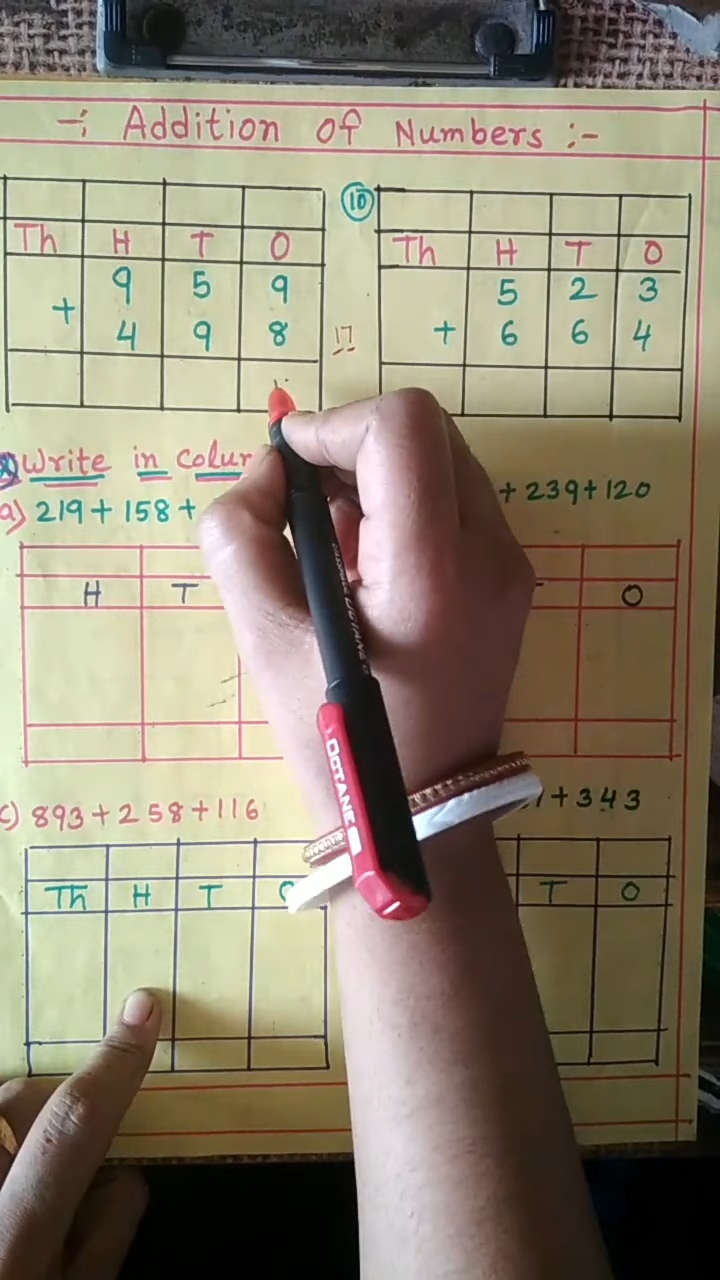 -: Addition of Numbers :-
Th H T O
9 5 9
+ 4 9 8 17
10
Th H T O
5 2 3
+ 6 6 4
Write in
a) 219 + 158 +
+ 239 + 120
H T
O
c) 893 + 258 + 116
+ 343
Th H T
T O
OCTANE